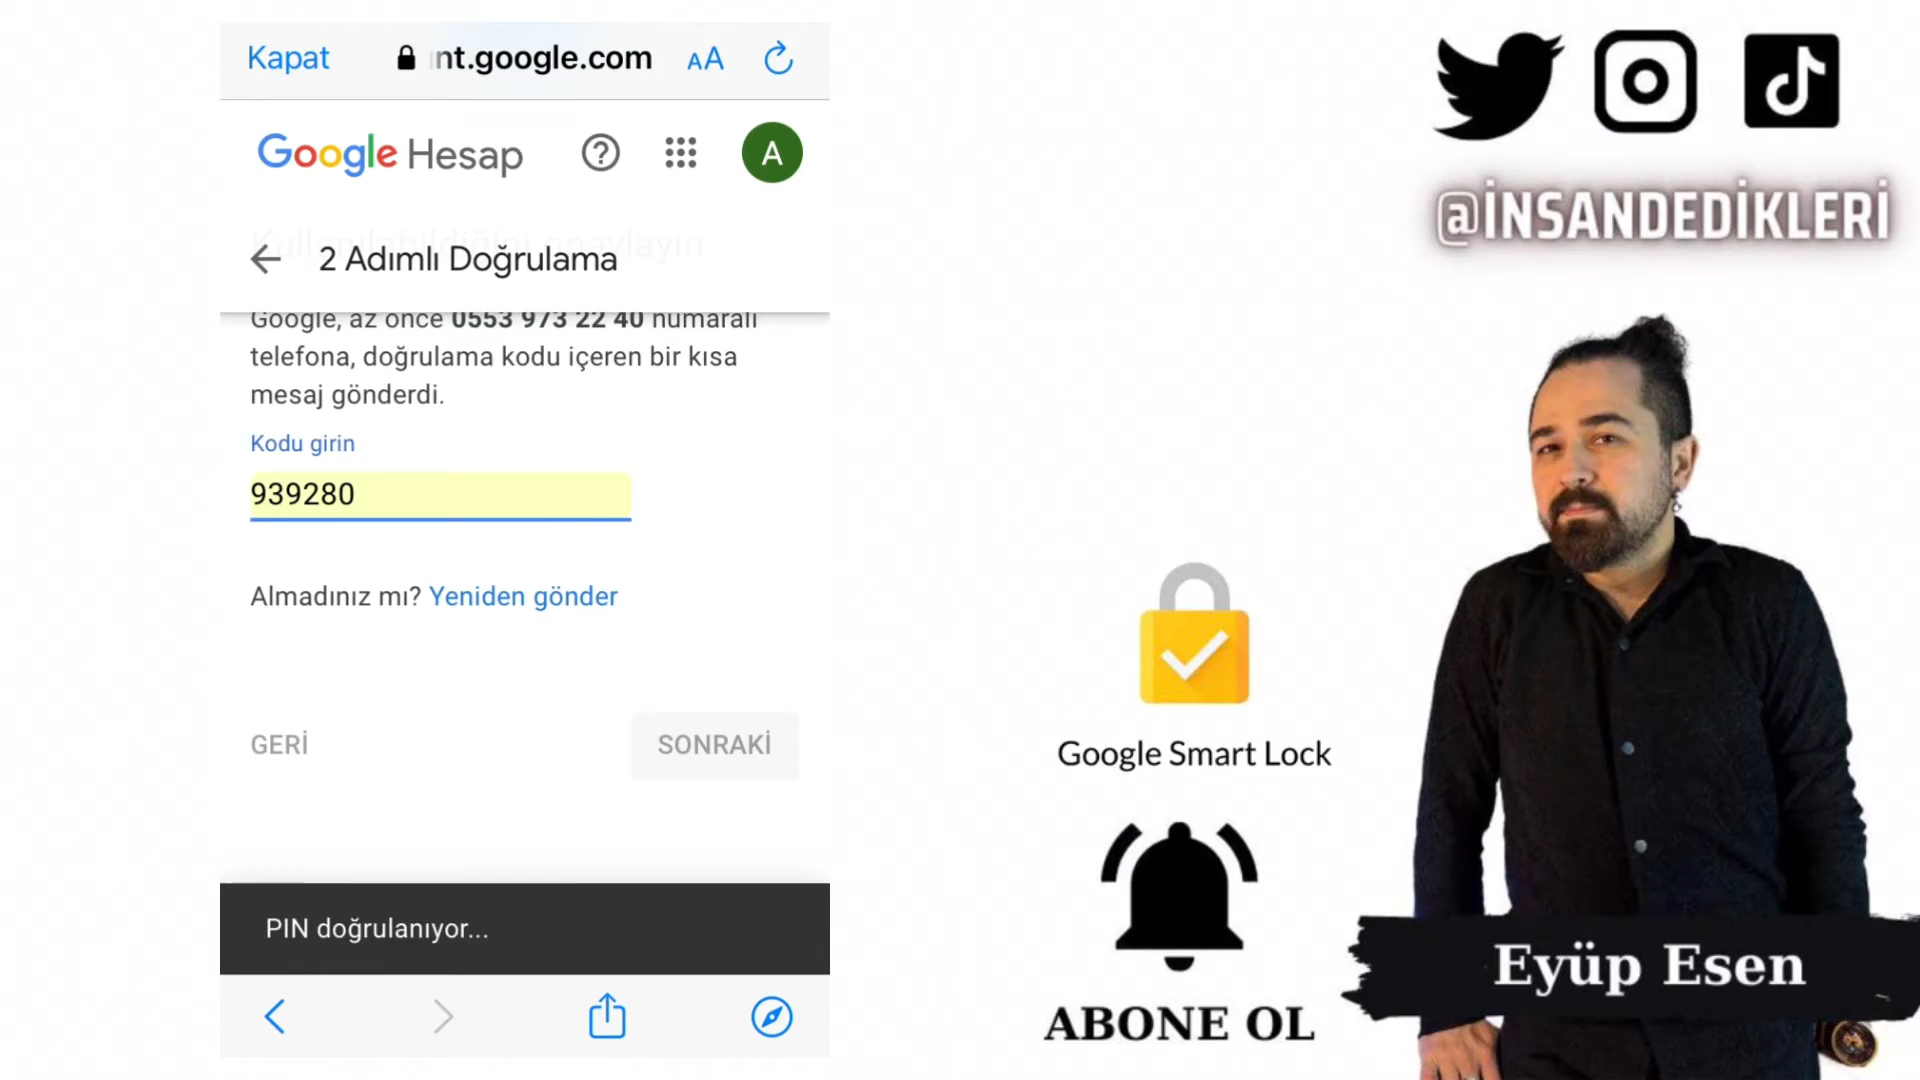 Kapat nt.google.com AA
Google Hesap A
Kullanılabildiğini onaylayın
2 Adımlı Doğrulama
Google, az önce 0553 973 22 40 numaralı
telefona, doğrulama kodu içeren bir kısa
mesaj gönderdi.
Kodu girin
939280
Almadınız mı? Yeniden gönder
GERİ SONRAKİ
PIN doğrulanıyor...
@İNSANDEDİKLERİ
Google Smart Lock
ABONE OL
Eyüp Esen